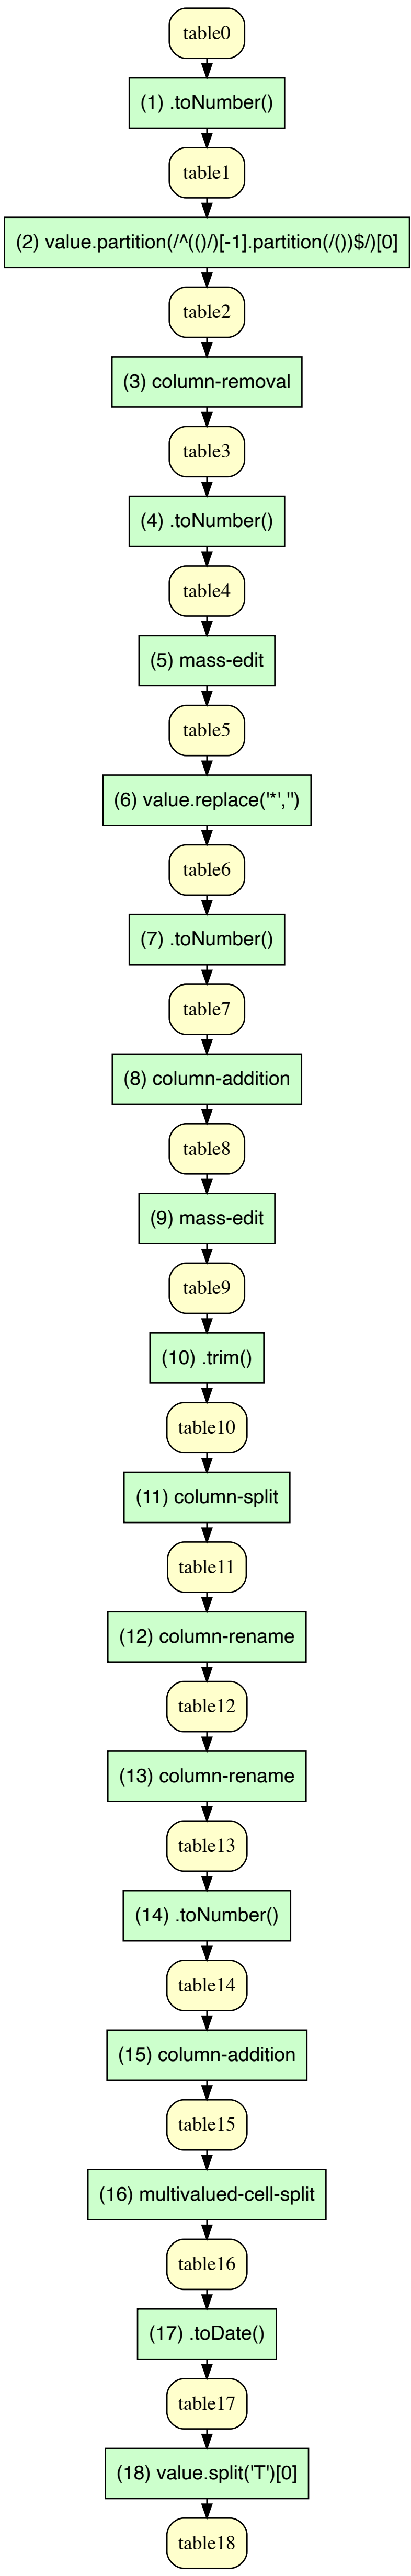 table0
(1) .toNumber()
table1
(2) value.partition(/^(()/)[-1].partition(/())$/)[0]
table2
(3) column-removal
table3
(4) .toNumber()
table4
(5) mass-edit
table5
(6) value.replace('*','')
table6
(7) .toNumber()
table7
(8) column-addition
table8
(9) mass-edit
table9
(10) .trim()
table10
(11) column-split
table11
(12) column-rename
table12
(13) column-rename
table13
(14) .toNumber()
table14
(15) column-addition
table15
(16) multivalued-cell-split
table16
(17) .toDate()
table17
(18) value.split('T')[0]
table18